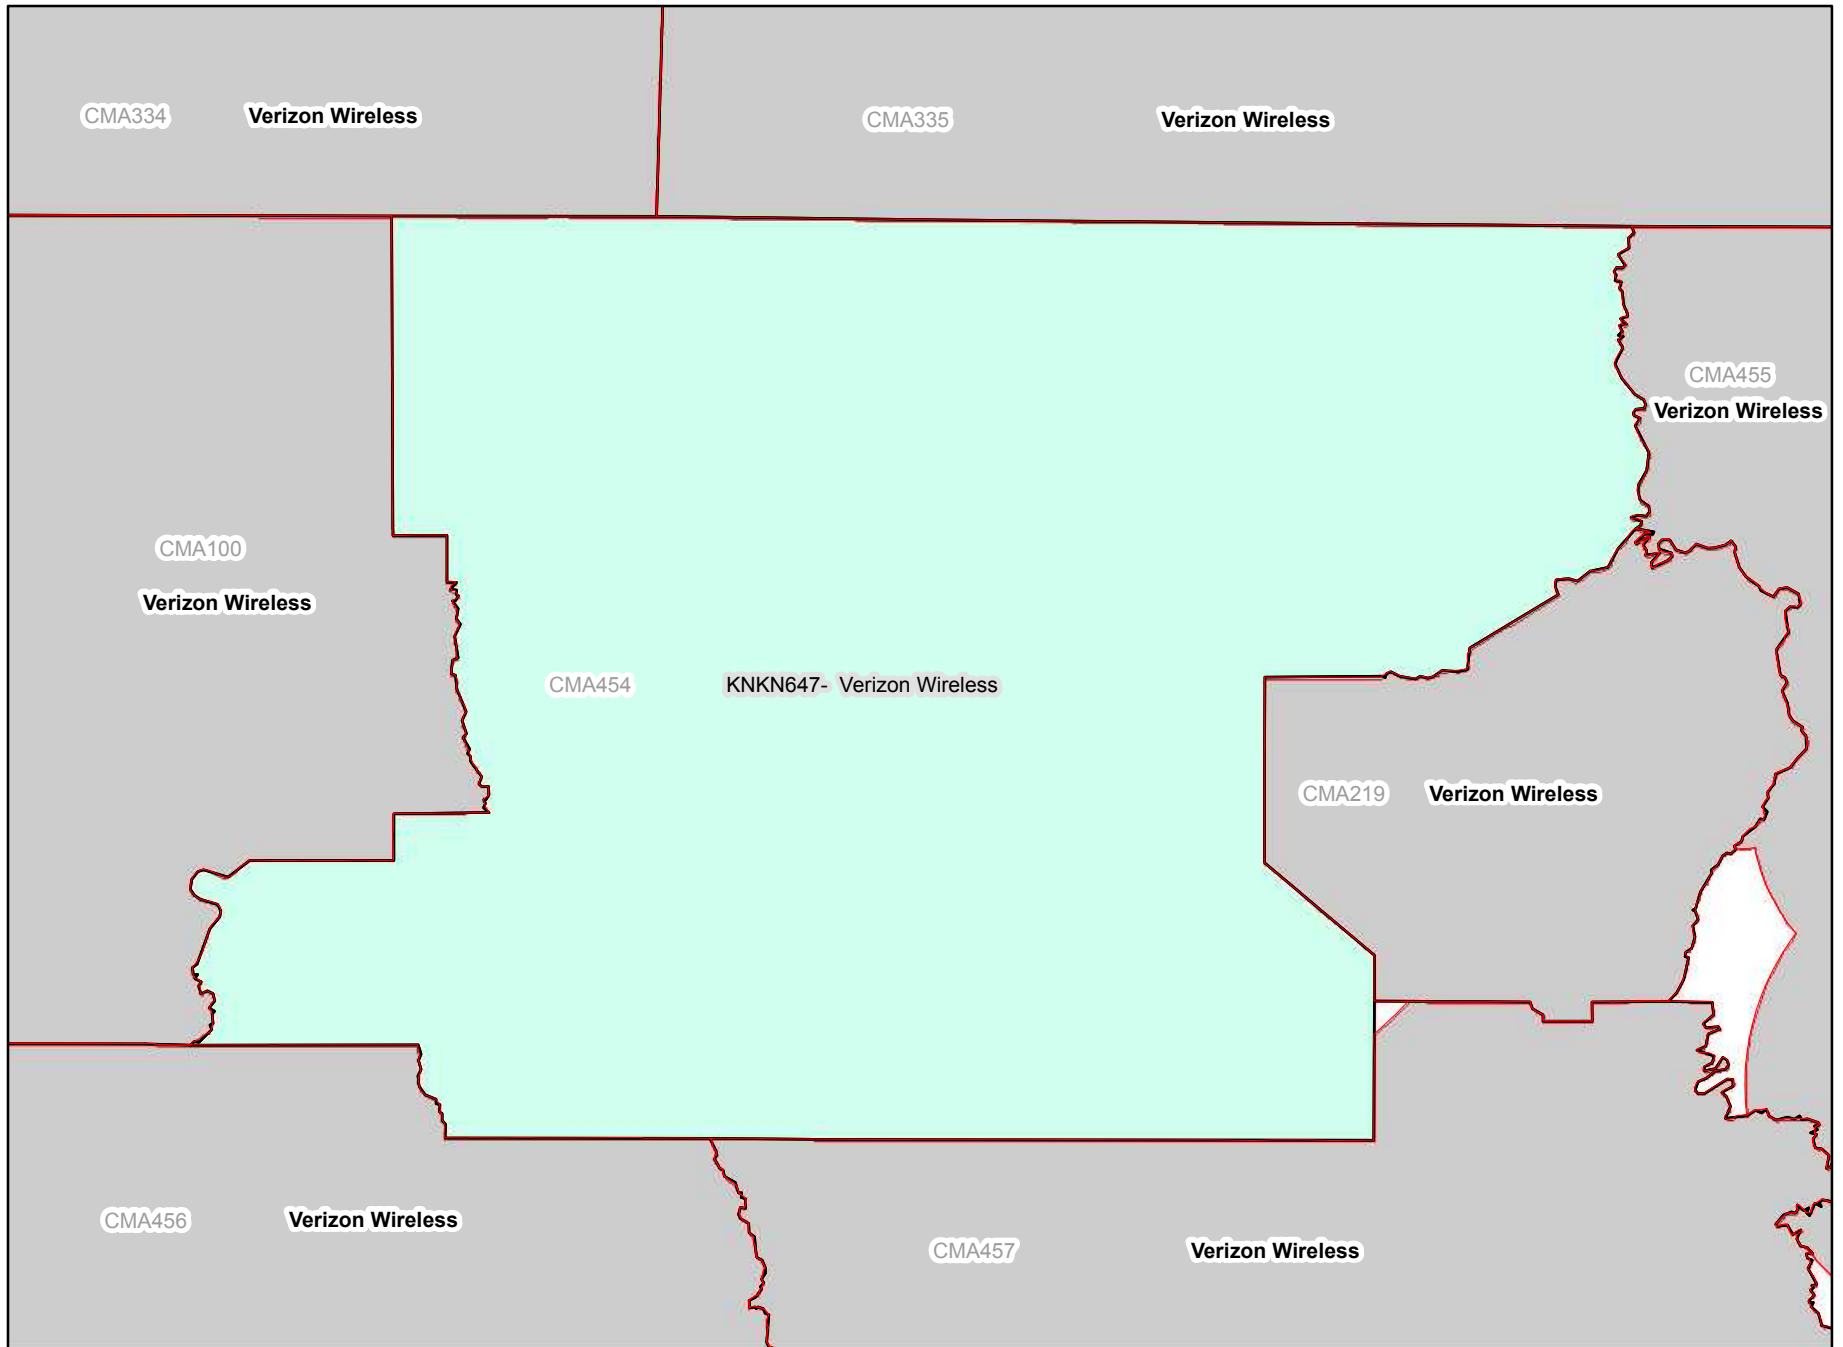 CMA334 Verizon Wireless
CMA335 Verizon Wireless
CMA455
Verizon Wireless
CMA100
Verizon Wireless
CMA454 KNKN647- Verizon Wireless
CMA219 Verizon Wireless
CMA456 Verizon Wireless
CMA457 Verizon Wireless